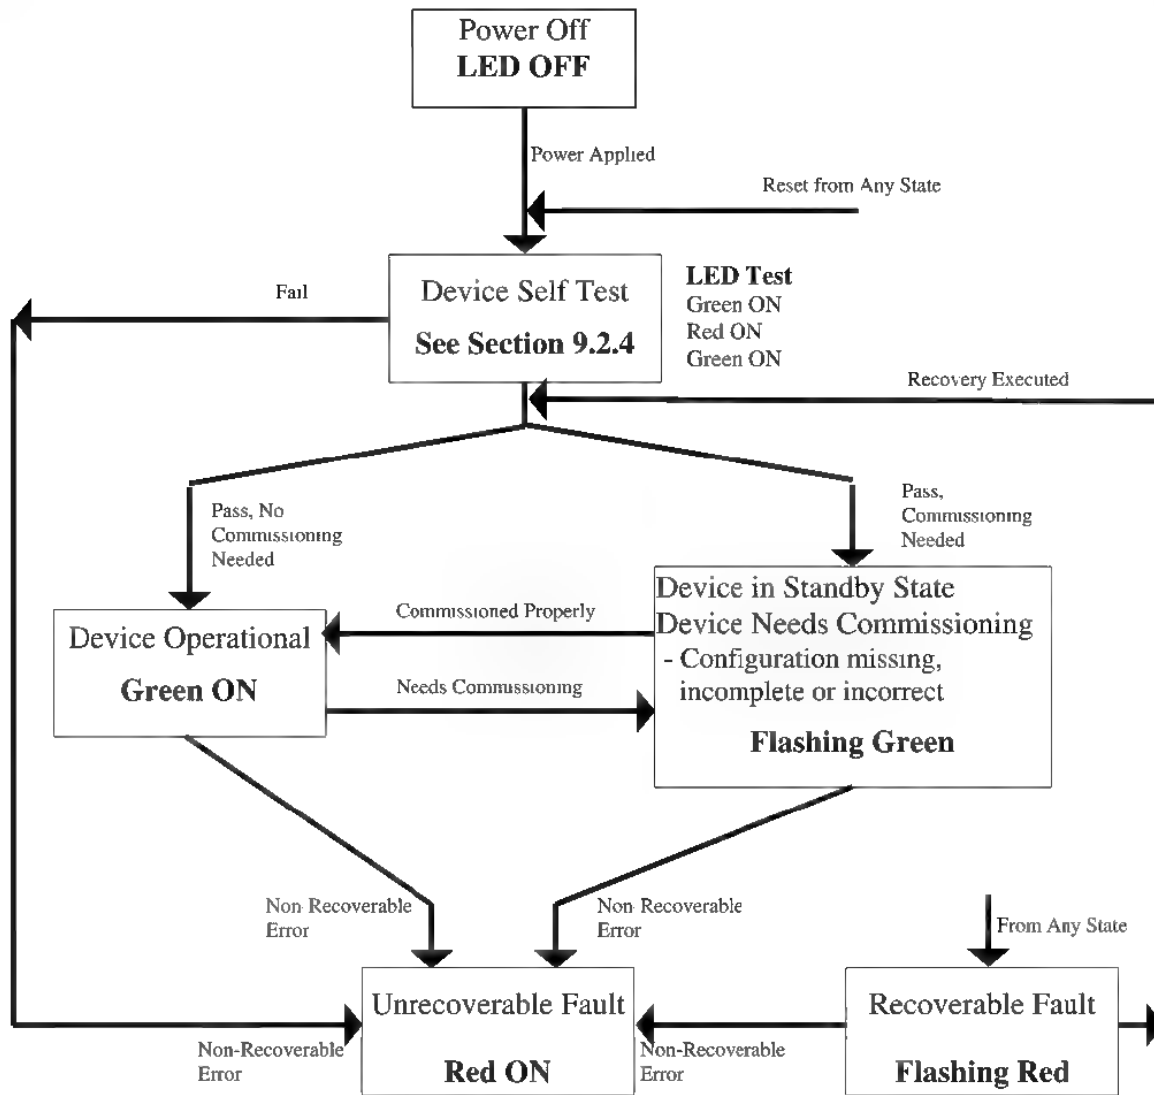 Power Off
LED OFF
Power Applied
Reset from Any State
Device Self Test
See Section 9.2.4
LED Test
Green ON
Red ON
Green ON
Fail
Recovery Executed
Pass, No
Commissioning
Needed
Pass,
Commissioning
Needed
Device Operational
Green ON
Commissioned Properly
Needs Commissioning
Device in Standby State
Device Needs Commissioning
- Configuration missing,
incomplete or incorrect
Flashing Green
Non-Recoverable
Error
Non-Recoverable
Error
From Any State
Unrecoverable Fault
Red ON
Recoverable Fault
Flashing Red
Non-Recoverable
Error
Non-Recoverable
Error